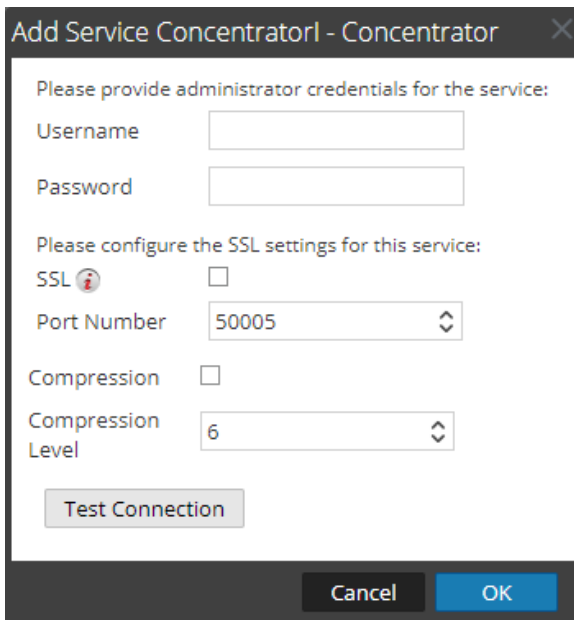 Add Service ConcentratorI - Concentrator
Please provide administrator credentials for the service:
Username
Password
Please configure the SSL settings for this service:
SSL
Port Number 50005
Compression
Compression
Level 6
Test Connection
Cancel OK